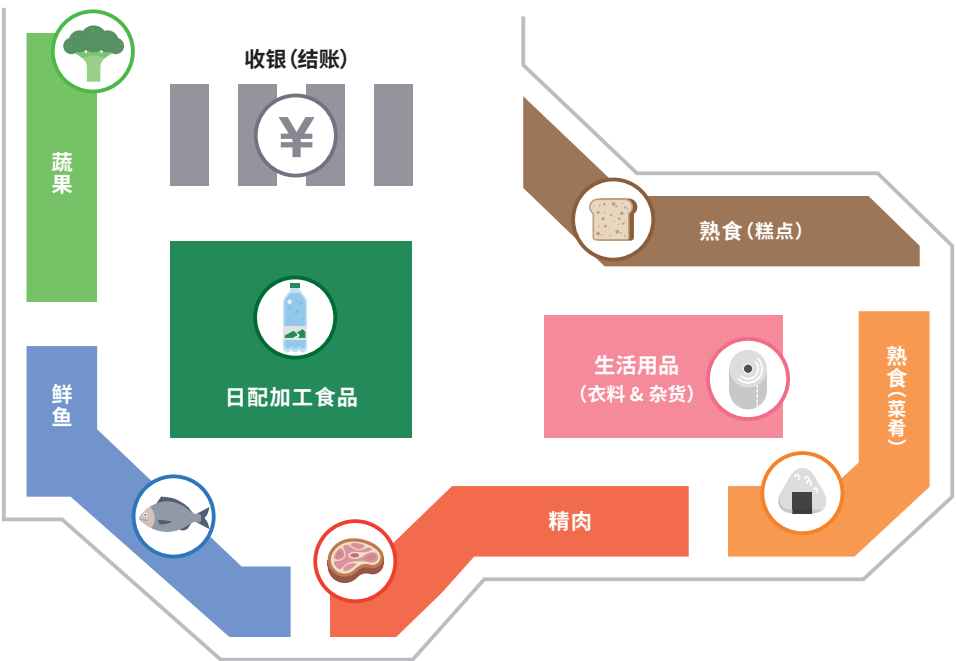 收银(结账)
¥
蔬
果
熟食(糕点)
日配加工食品
生活用品
(衣料 & 杂货)
熟
食
(
菜
肴
)
鲜
鱼
精肉